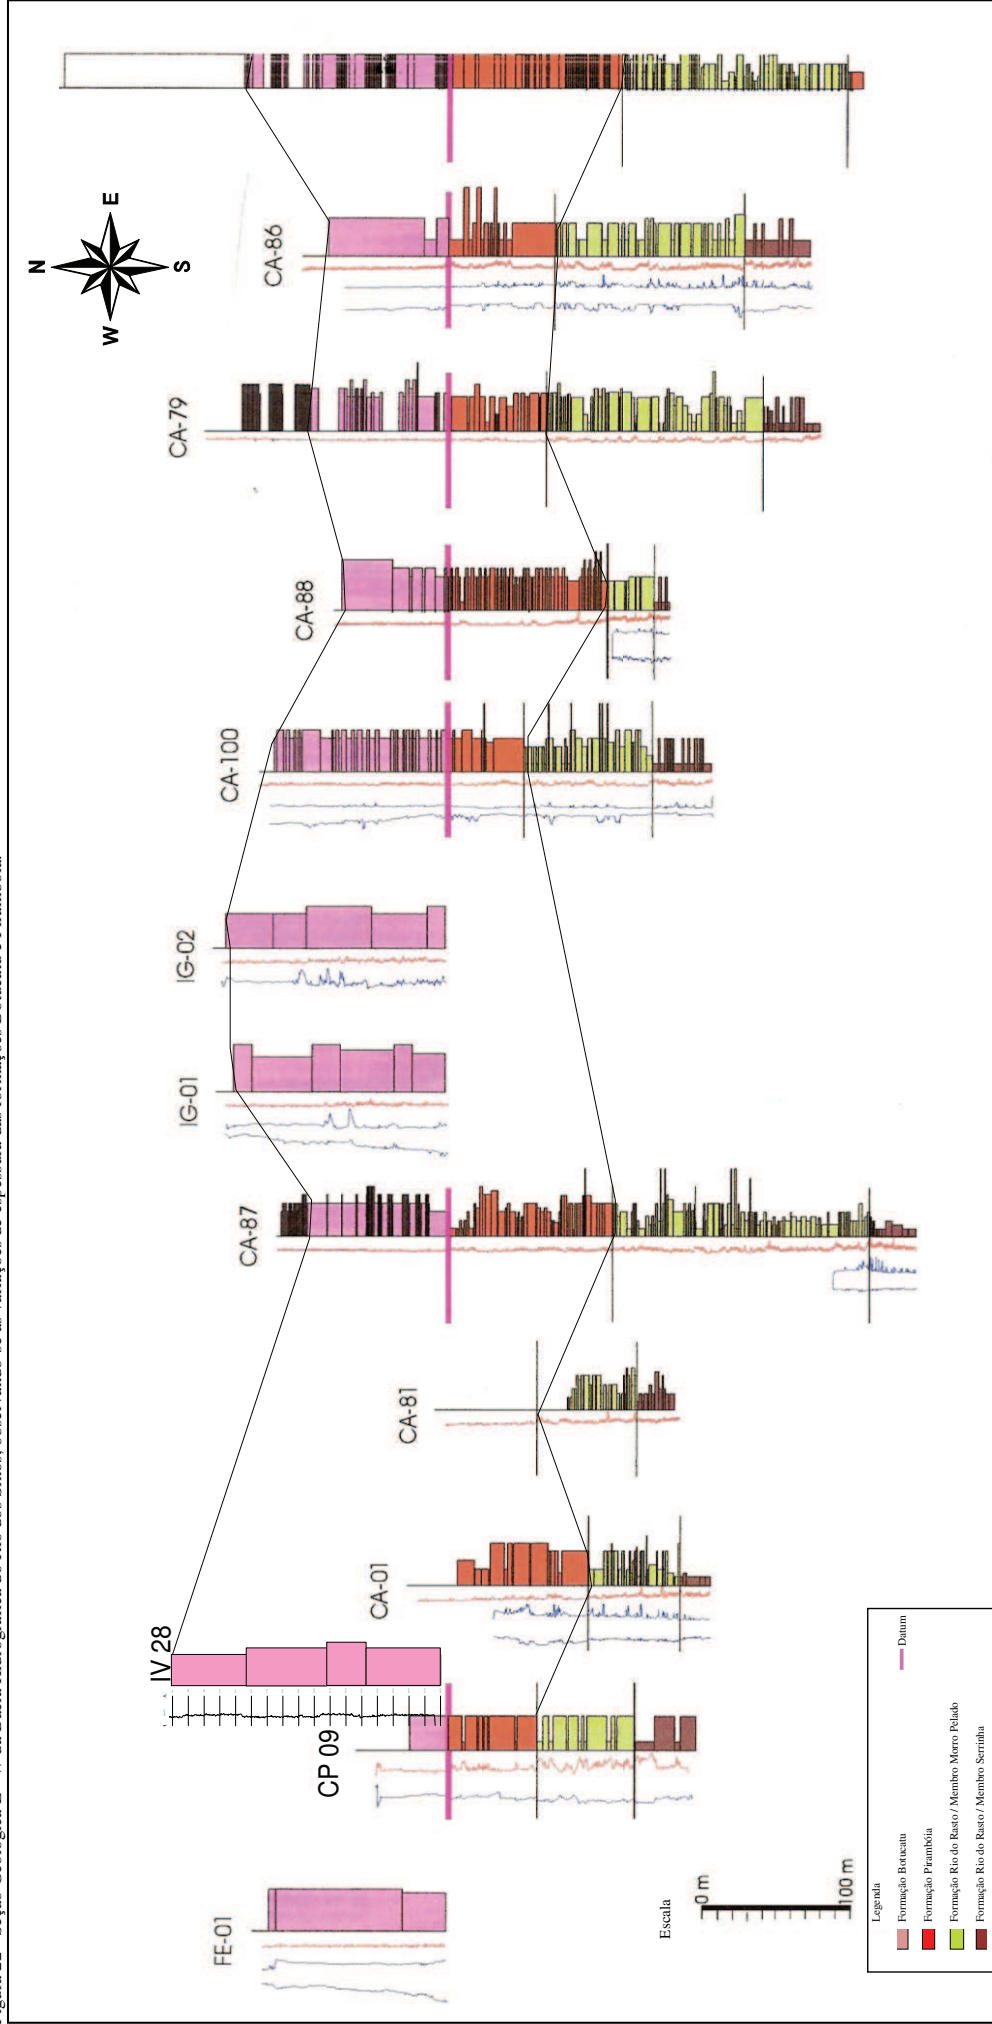 N
E
W
S
CA-86
CA-79
CA-88
CA-100
IG-02
IG-01
CA-87
CA-81
CA-01
IV 28
CP 09
FE-01
Escala
0 m
100 m
Legenda
Formação Botucatu
Formação Pirambóia
Formação Rio do Rasto / Membro Morro Pelado
Formação Rio do Rasto / Membro Serrinha
Datum